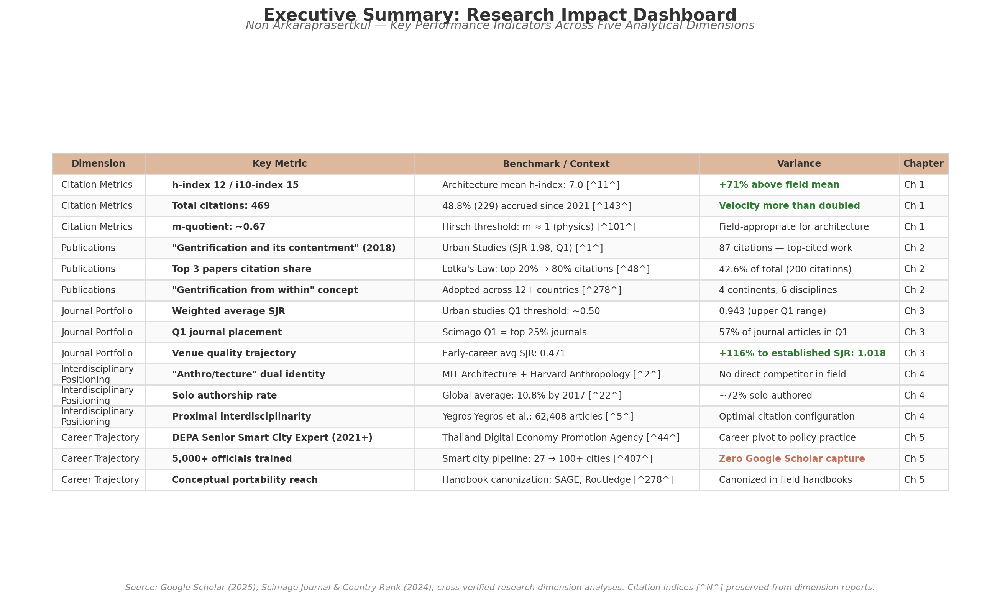 Executive Summary: Research Impact Dashboard
Non Arkaraprasertkul — Key Performance Indicators Across Five Analytical Dimensions
Dimension Key Metric Benchmark / Context Variance Chapter
Citation Metrics h-index 12 / i10-index 15 Architecture mean h-index: 7.0 [^11^] +71% above field mean Ch 1
Citation Metrics Total citations: 469 48.8% (229) accrued since 2021 [^143^] Velocity more than doubled Ch 1
Citation Metrics m-quotient: ~0.67 Hirsch threshold: m ≈ 1 (physics) [^101^] Field-appropriate for architecture Ch 1
Publications "Gentrification and its contentment" (2018) Urban Studies (SJR 1.98, Q1) [^1^] 87 citations — top-cited work Ch 2
Publications Top 3 papers citation share Lotka's Law: top 20% → 80% citations [^48^] 42.6% of total (200 citations) Ch 2
Publications "Gentrification from within" concept Adopted across 12+ countries [^278^] 4 continents, 6 disciplines Ch 2
Journal Portfolio Weighted average SJR Urban studies Q1 threshold: ~0.50 0.943 (upper Q1 range) Ch 3
Journal Portfolio Q1 journal placement Scimago Q1 = top 25% journals 57% of journal articles in Q1 Ch 3
Journal Portfolio Venue quality trajectory Early-career avg SJR: 0.471 +116% to established SJR: 1.018 Ch 3
Interdisciplinary
Positioning "Anthro/tecture" dual identity MIT Architecture + Harvard Anthropology [^2^] No direct competitor in field Ch 4
Interdisciplinary
Positioning Solo authorship rate Global average: 10.8% by 2017 [^22^] ~72% solo-authored Ch 4
Interdisciplinary
Positioning Proximal interdisciplinarity Yegros-Yegros et al.: 62,408 articles [^5^] Optimal citation configuration Ch 4
Career Trajectory DEPA Senior Smart City Expert (2021+) Thailand Digital Economy Promotion Agency [^44^] Career pivot to policy practice Ch 5
Career Trajectory 5,000+ officials trained Smart city pipeline: 27 → 100+ cities [^407^] Zero Google Scholar capture Ch 5
Career Trajectory Conceptual portability reach Handbook canonization: SAGE, Routledge [^278^] Canonized in field handbooks Ch 5
Source: Google Scholar (2025), Scimago Journal & Country Rank (2024), cross-verified research dimension analyses. Citation indices [^N^] preserved from dimension reports.